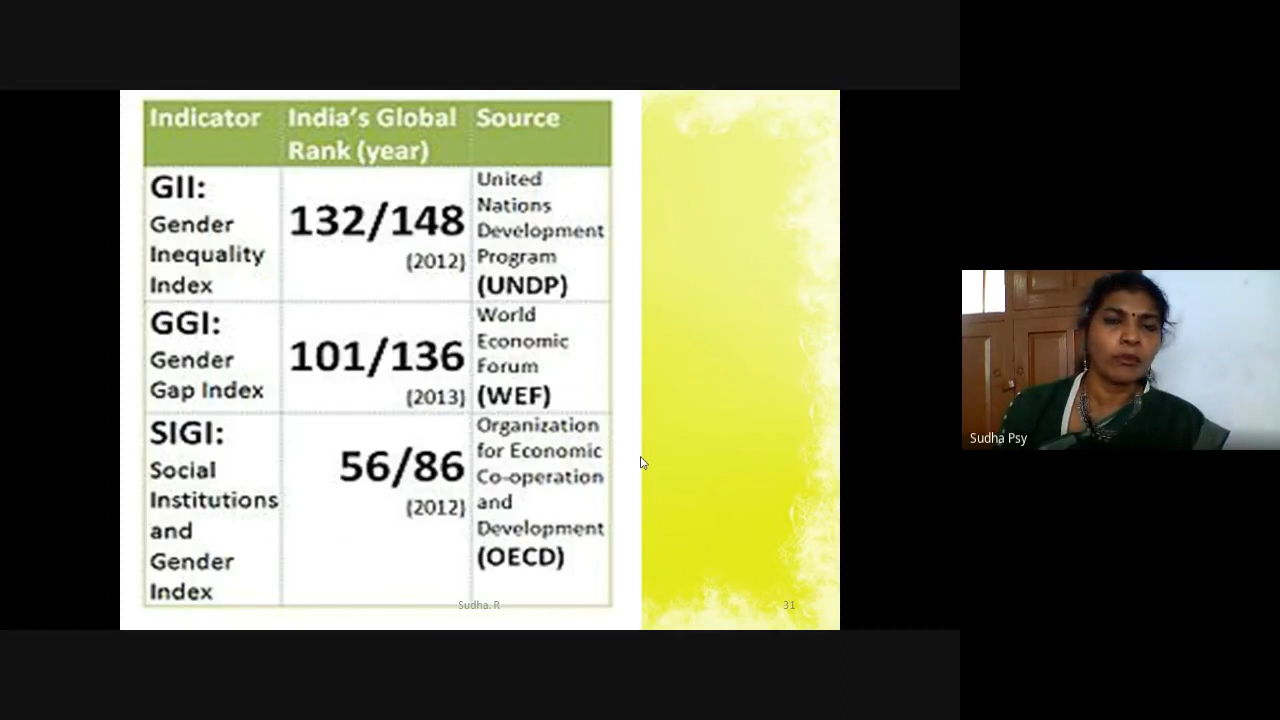 Indicator
India's Global
Rank (year)
Source
GII:
Gender
Inequality
Index
132/148
(2012)
United
Nations
Development
Program
(UNDP)
GGI:
Gender
Gap Index
101/136
(2013)
World
Economic
Forum
(WEF)
SIGI:
Social
Institutions
and
Gender
Index
56/86
(2012)
Organization
for Economic
Co-operation
and
Development
(OECD)
Sudha. R
31
Sudha Psy